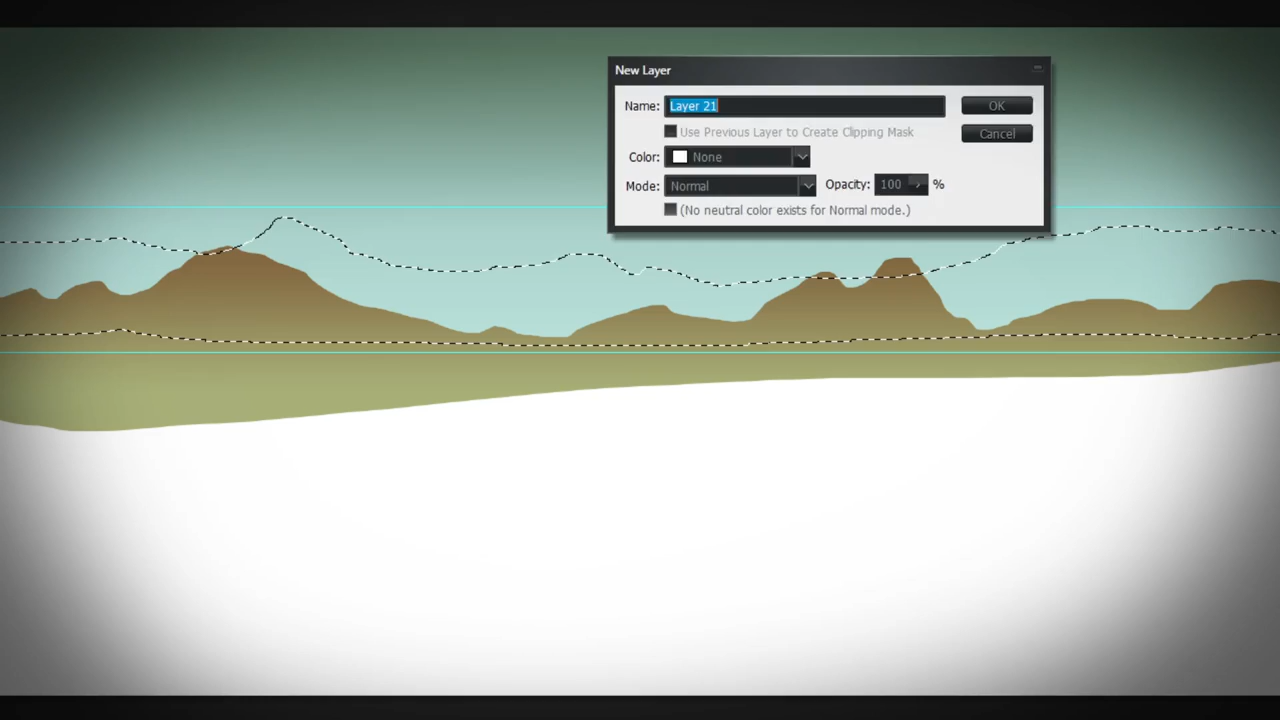 New Layer
Name: Layer 21 OK
Use Previous Layer to Create Clipping Mask Cancel
Color: None
Mode: Normal Opacity: 100 %
(No neutral color exists for Normal mode.)